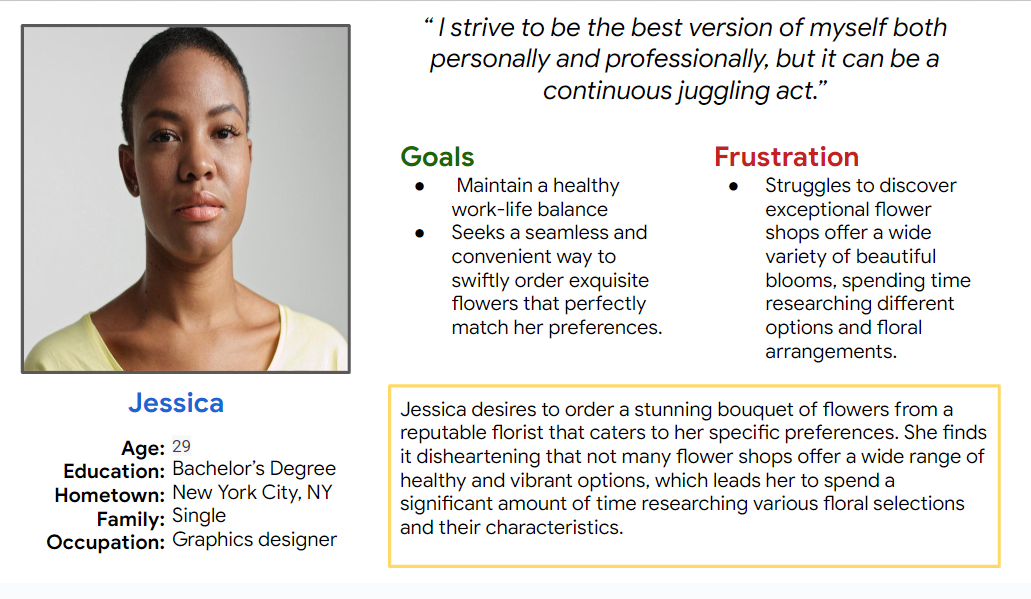 “ I strive to be the best version of myself both
personally and professionally, but it can be a
continuous juggling act.”
Goals
● Maintain a healthy
work-life balance
● Seeks a seamless and
convenient way to
swiftly order exquisite
flowers that perfectly
match her preferences.
Frustration
● Struggles to discover
exceptional flower
shops offer a wide
variety of beautiful
blooms, spending time
researching different
options and floral
arrangements.
Jessica
Age: 29
Education: Bachelor’s Degree
Hometown: New York City, NY
Family: Single
Occupation: Graphics designer
Jessica desires to order a stunning bouquet of flowers from a
reputable florist that caters to her specific preferences. She finds
it disheartening that not many flower shops offer a wide range of
healthy and vibrant options, which leads her to spend a
significant amount of time researching various floral selections
and their characteristics.